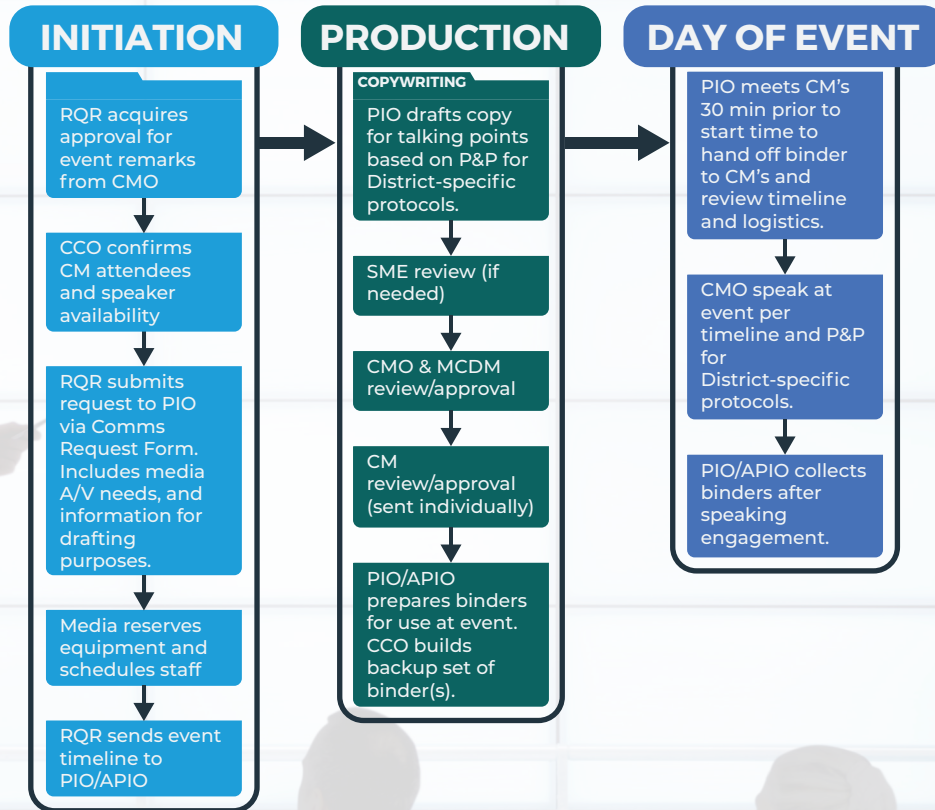 INITIATION
RQR acquires
approval for
event remarks
from CMO
CCO confirms
CM attendees
and speaker
availability
RQR submits
request to PIO
via Comms
Request Form.
Includes media
A/V needs, and
information for
drafting
purposes.
Media reserves
equipment and
schedules staff
RQR sends event
timeline to
PIO/APIO
PRODUCTION
COPYWRITING
PIO drafts copy
for talking points
based on P&P for
District-specific
protocols.
SME review (if
needed)
CMO & MCDM
review/approval
CM
review/approval
(sent individually)
PIO/APIO
prepares binders
for use at event.
CCO builds
backup set of
binder(s).
DAY OF EVENT
PIO meets CM's
30 min prior to
start time to
hand off binder
to CM's and
review timeline
and logistics.
CMO speak at
event per
timeline and P&P
for
District-specific
protocols.
PIO/APIO collects
binders after
speaking
engagement.